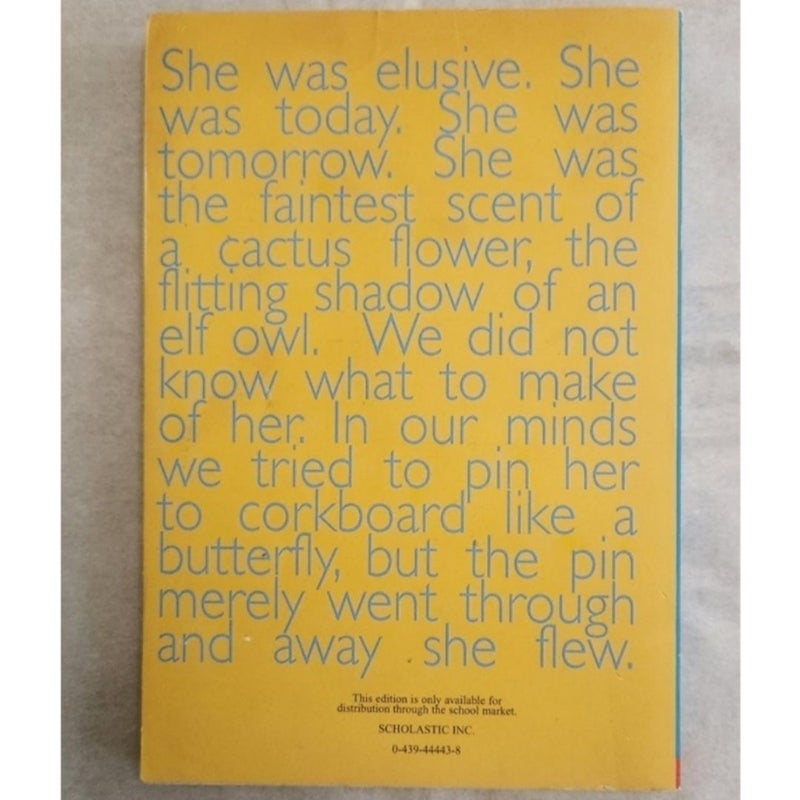 She was elusive. She
was today. She was
tomorrow. She was
the faintest scent of
a cactus flower, the
flitting shadow of an
elf owl. We did not
know what to make
of her. In our minds
we tried to pin her
to corkboard like a
butterfly, but the pin
merely went through
and away she flew.
This edition is only available for
distribution through the school market.
SCHOLASTIC INC.
0-439-44443-8